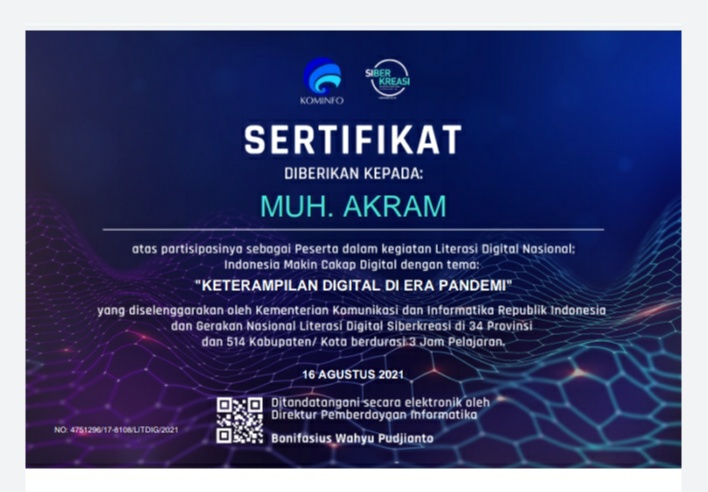 KOMINFO
SIBER
KREASI
SERTIFIKAT
DIBERIKAN KEPADA:
MUH. AKRAM
atas partisipasinya sebagai Peserta dalam kegiatan Literasi Digital Nasional;
Indonesia Makin Cakap Digital dengan tema:
"KETERAMPILAN DIGITAL DI ERA PANDEMI"
yang diselenggarakan oleh Kementerian Komunikasi dan Informatika Republik Indonesia
dan Gerakan Nasional Literasi Digital Siberkreasi di 34 Provinsi
dan 514 Kabupaten/ Kota berdurasi 3 Jam Pelajaran.
16 AGUSTUS 2021
Ditandatangani secara elektronik oleh
Direktur Pemberdayaan Informatika
Bonifasius Wahyu Pudjianto
NO: 4751296/17-8108/LITDIG/2021